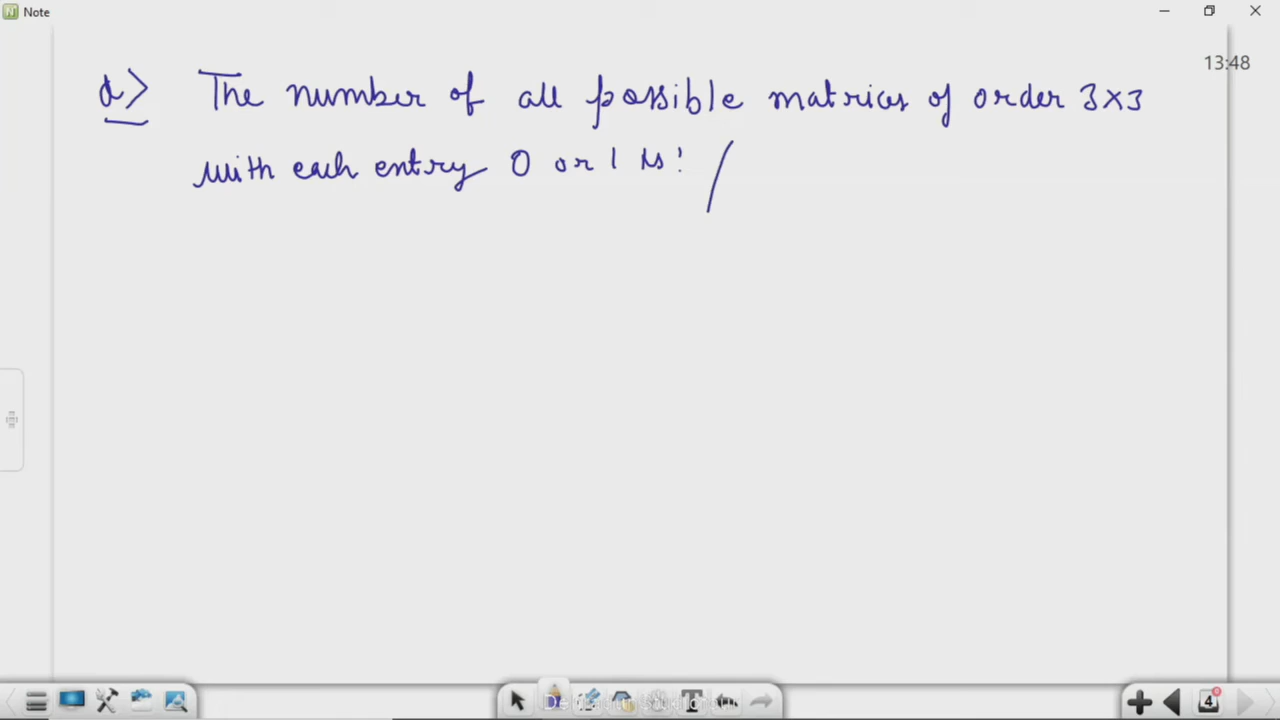 Note
13:48
Q> The number of all possible matrices of order 3×3
with each entry 0 or 1 is:
4